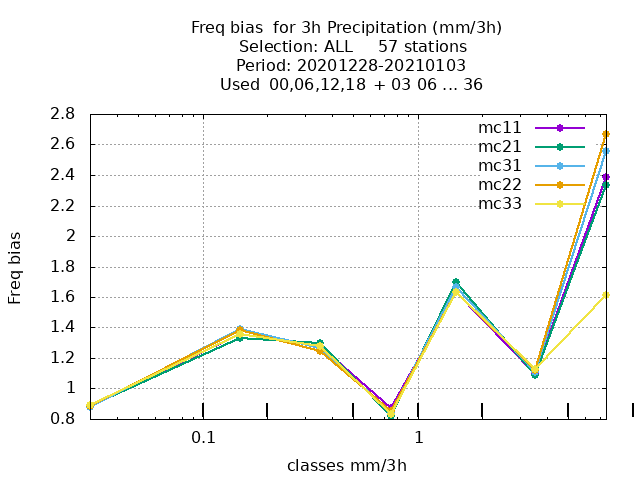 Freq bias  for 3h Precipitation (mm/3h)
Selection: ALL     57 stations
Period: 20201228-20210103
Used  00,06,12,18  + 03 06 ... 36
mc11
mc21
mc31
mc22
mc33
2.8
2.6
2.4
2.2
2
1.8
1.6
1.4
1.2
1
0.8
Freq bias
0.1
1
classes mm/3h